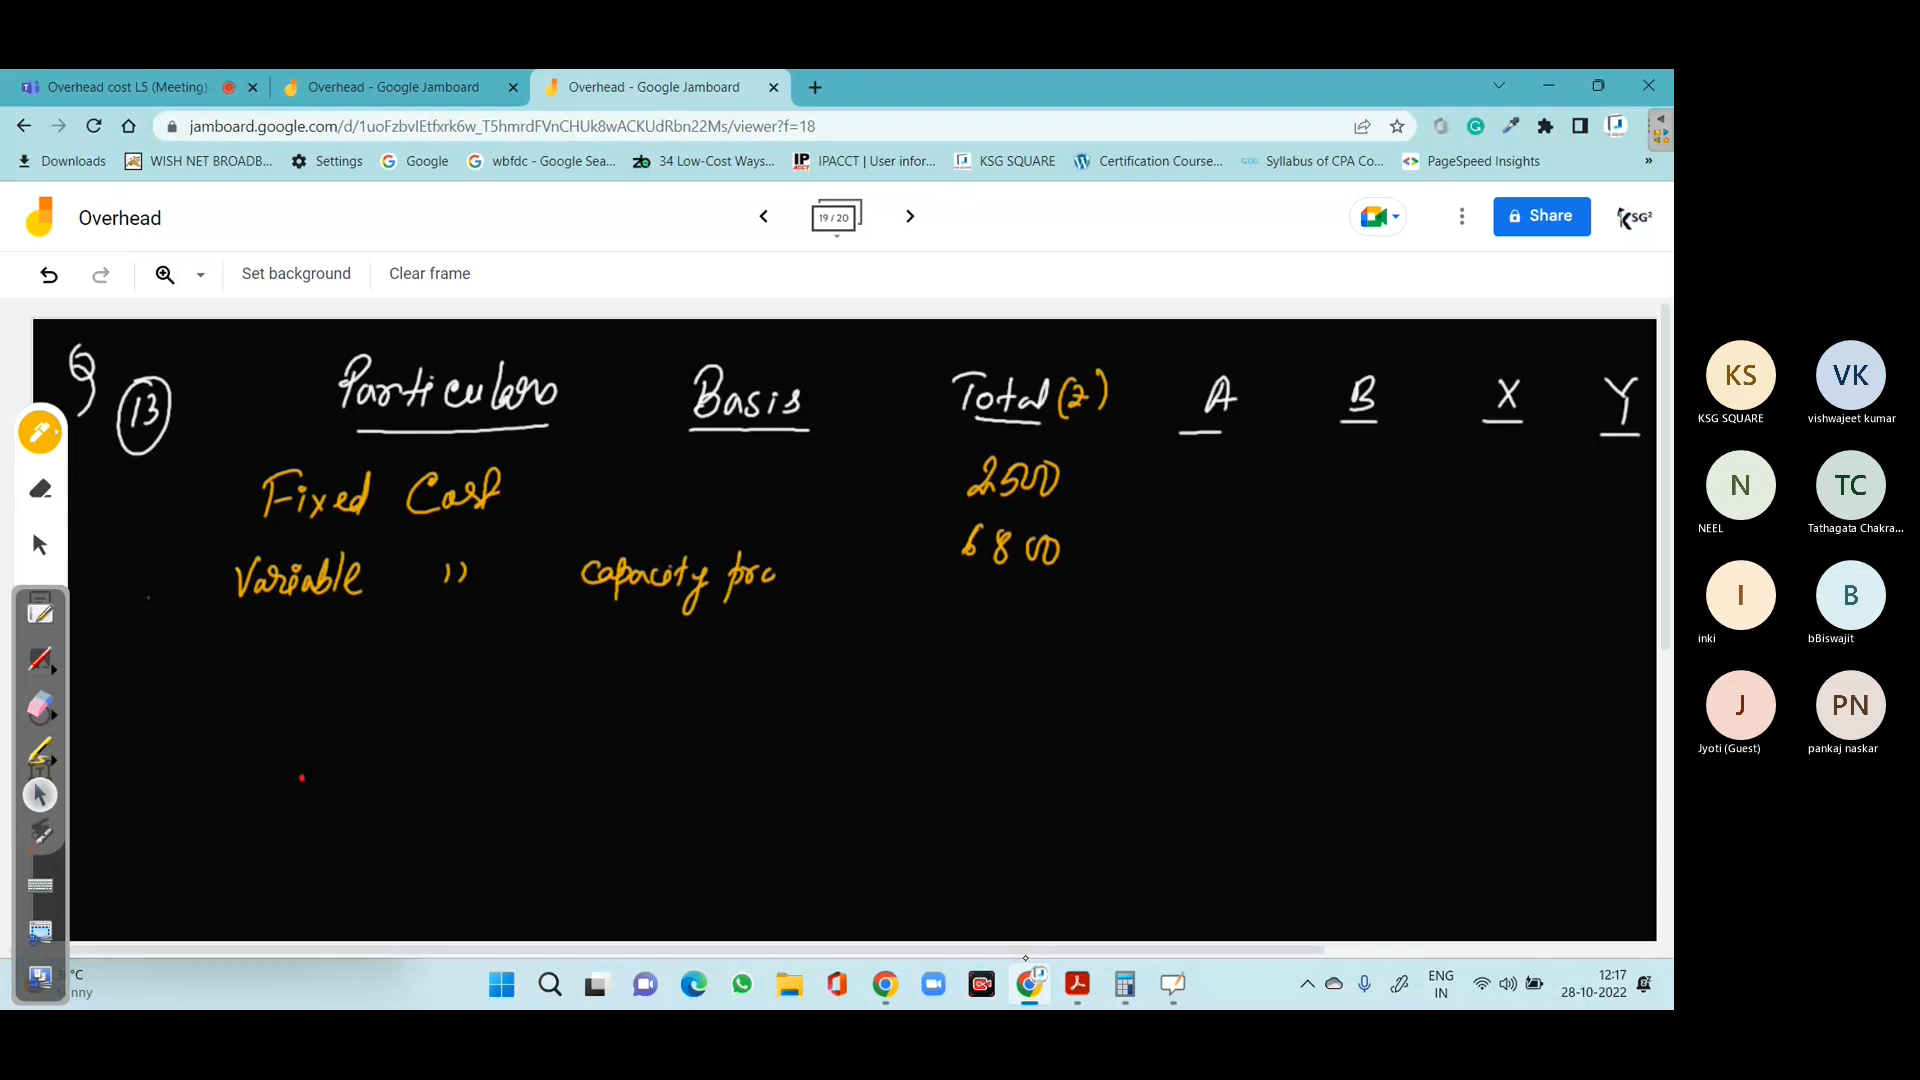 Overhead cost L5 (Meeting) Overhead - Google Jamboard Overhead - Google Jamboard
jamboard.google.com/d/1uoFzbvIEtfxrk6w_T5hmrdFVnCHUk8wACKUdRbn22Ms/viewer?f=18
Downloads WISH NET BROADB... Settings Google wbfdc - Google Sea... 34 Low-Cost Ways... IPACCT | User infor... KSG SQUARE Certification Course... Syllabus of CPA Co... PageSpeed Insights »
Overhead 19 / 20 Share KSG²
Set background Clear frame
Q 13 Particulars Basis Total (z) A B X Y
Fixed Cost 2500
Variable " capacity pro 6800
KS VK
KSG SQUARE vishwajeet kumar
N TC
NEEL Tathagata Chakra...
I B
inki bBiswajit
J PN
Jyoti (Guest) pankaj naskar
ENG
IN
12:17
28-10-2022